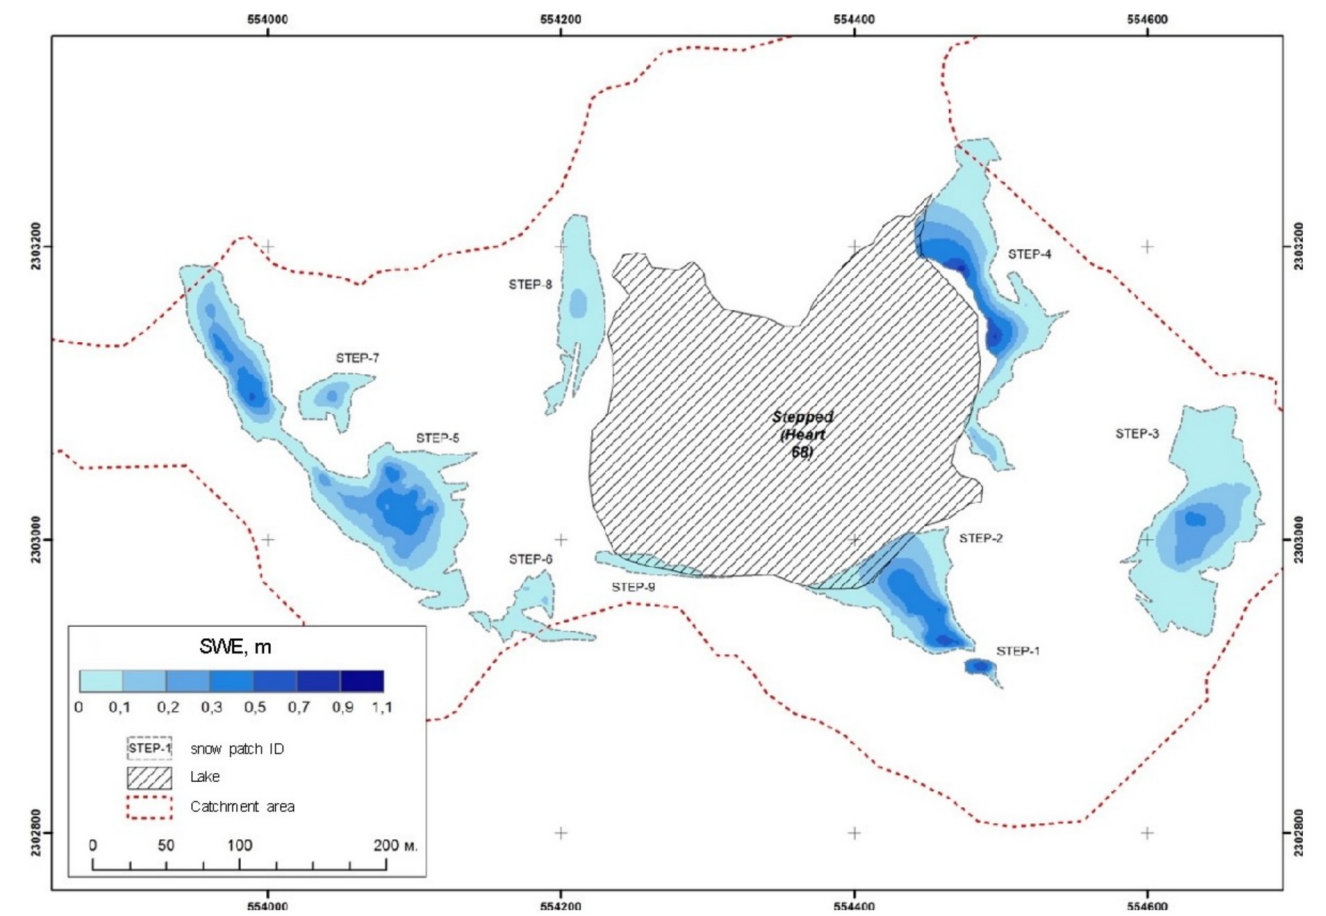 554000 554200 554400 554600
2303200 2303200
STEP-4
STEP-8
STEP-7
Stepped
(Heart
68)
STEP-3
STEP-5
2303000 2303000
STEP-2
STEP-6
STEP-9
STEP-1
SWE, m
0 0,1 0,2 0,3 0,5 0,7 0,9 1,1
STEP-1 snow patch ID
Lake
Catchment area
0 50 100 200 м.
2302800 2302800
554000 554200 554400 554600